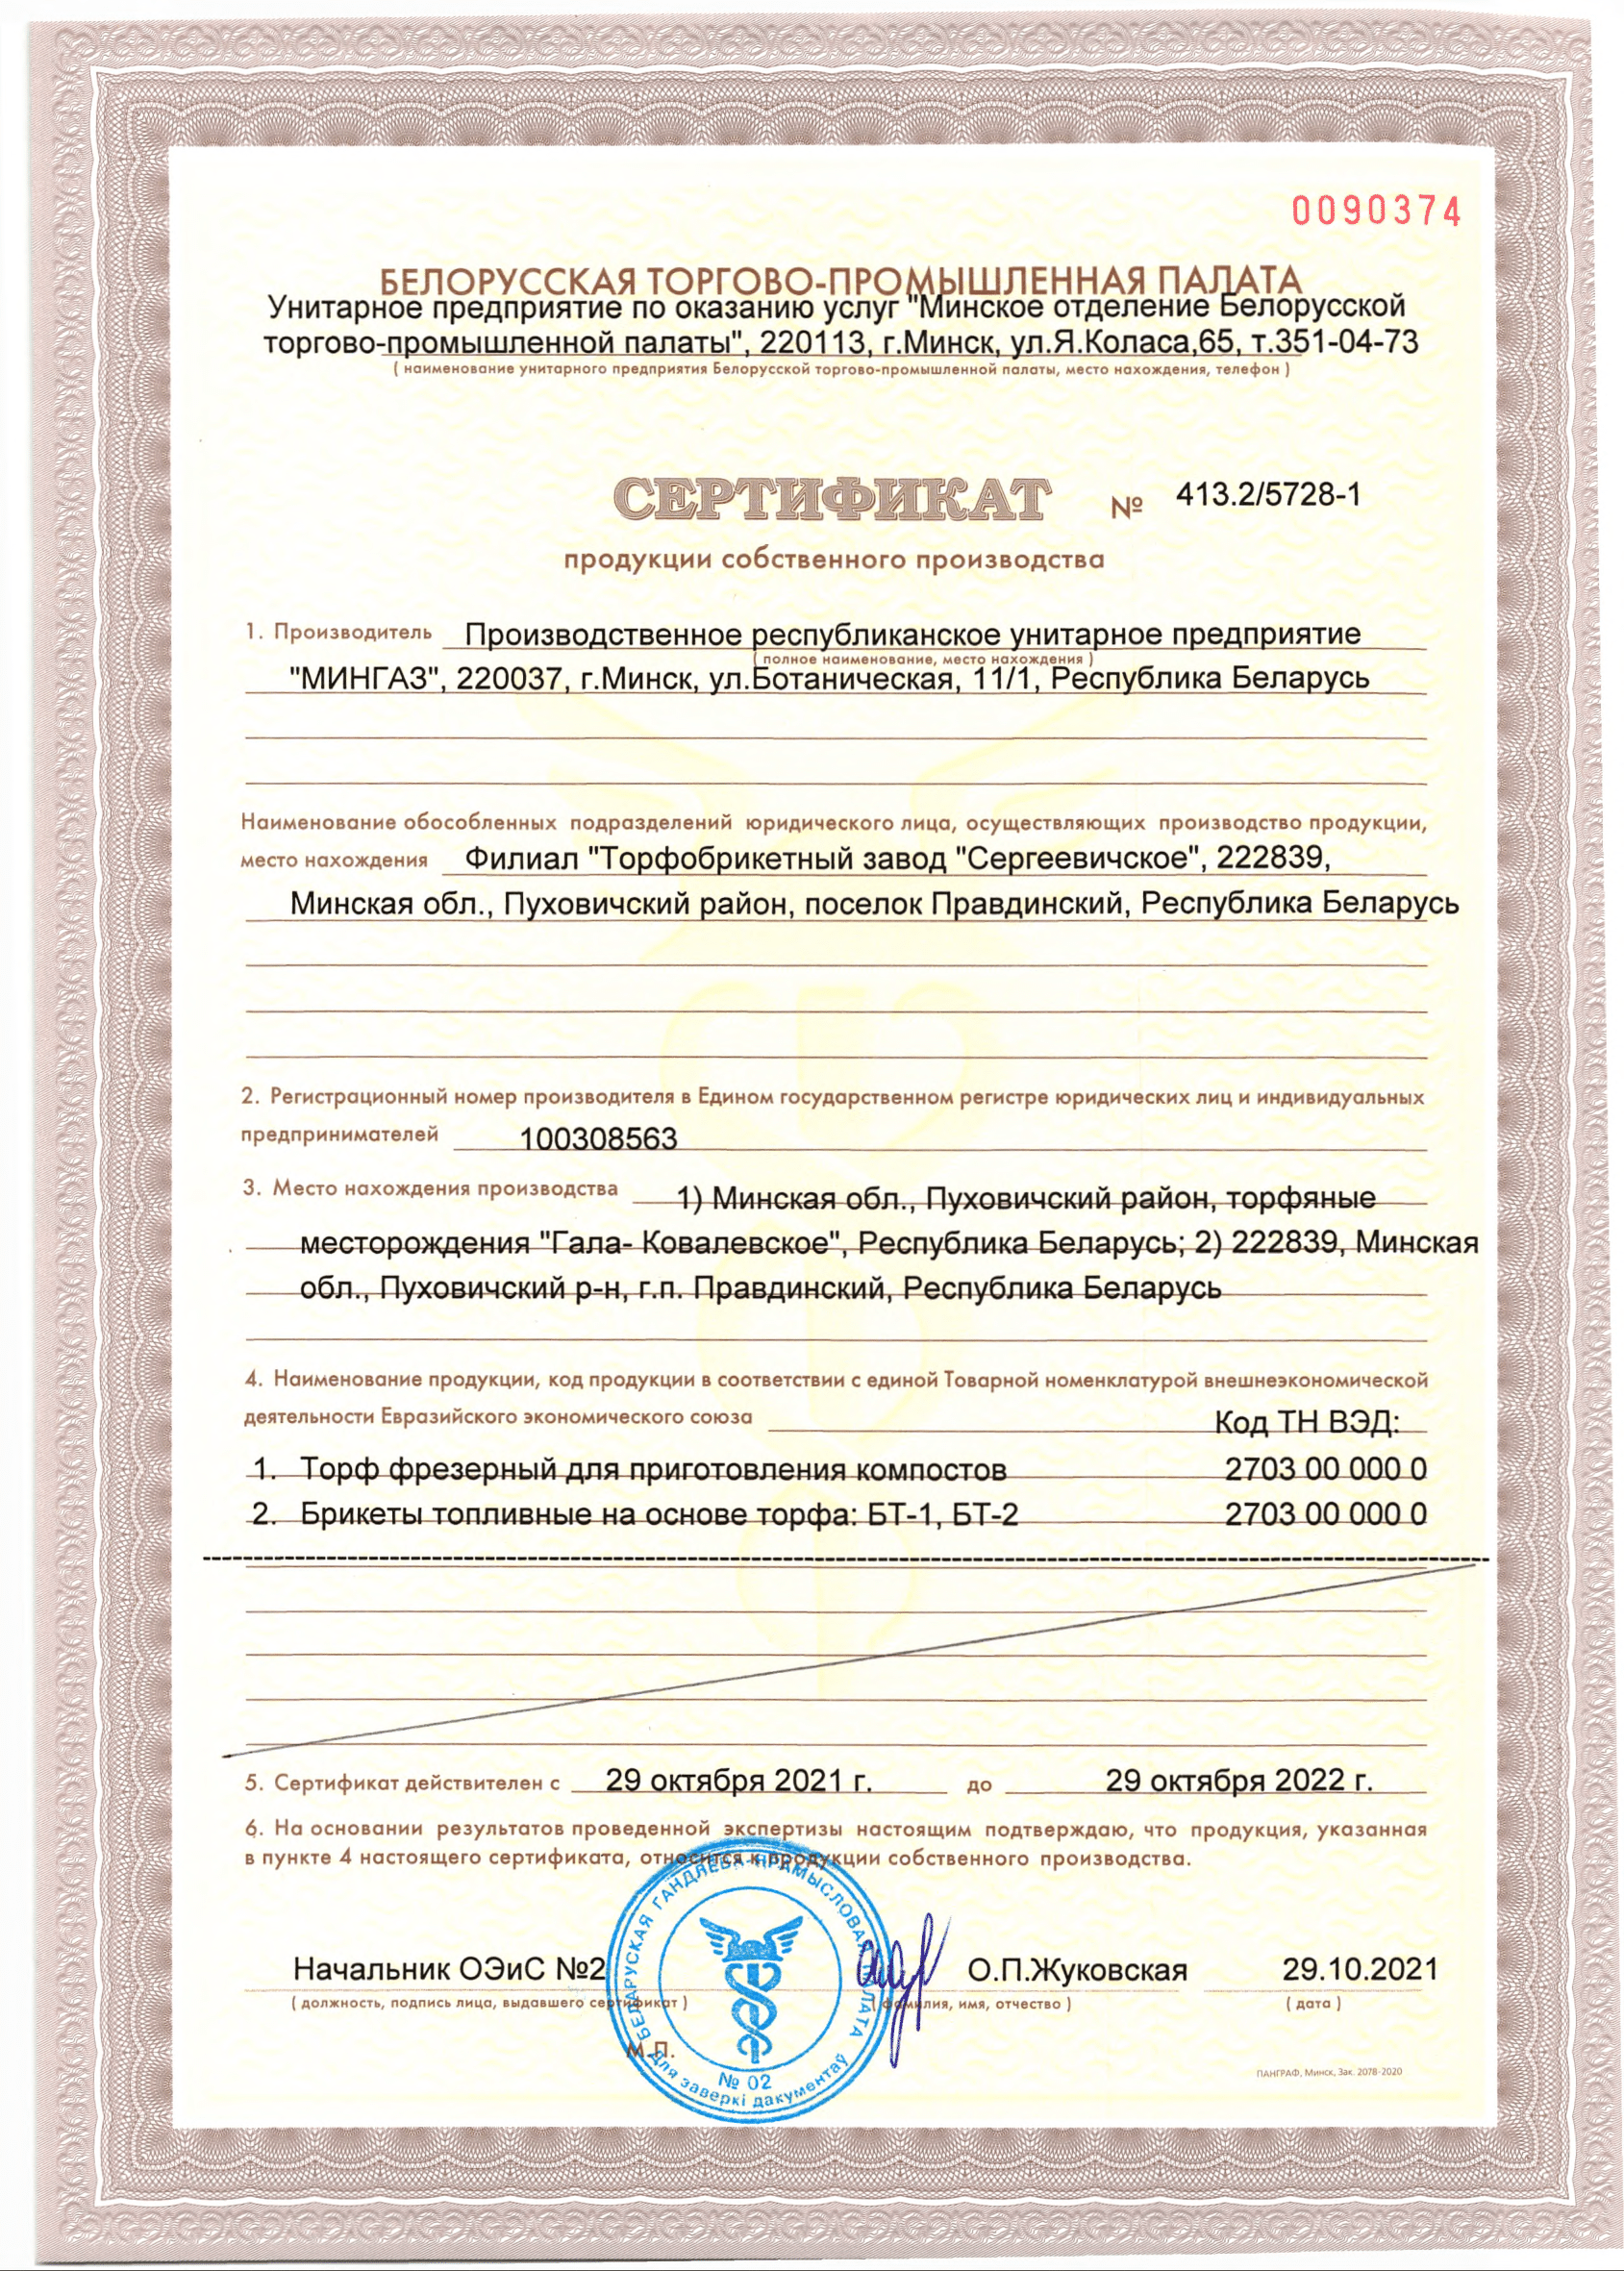 0090374
БЕЛОРУССКАЯ ТОРГОВО-ПРОМЫШЛЕННАЯ ПАЛАТА
Унитарное предприятие по оказанию услуг "Минское отделение Белорусской
торгово-промышленной палаты", 220113, г.Минск, ул.Я.Коласа,65, т.351-04-73
( наименование унитарного предприятия Белорусской торгово-промышленной палаты, место нахождения, телефон )
СЕРТИФИКАТ № 413.2/5728-1
продукции собственного производства
1. Производитель Производственное республиканское унитарное предприятие
( полное наименование, место нахождения )
"МИНГАЗ", 220037, г.Минск, ул.Ботаническая, 11/1, Республика Беларусь
Наименование обособленных подразделений юридического лица, осуществляющих производство продукции,
место нахождения Филиал "Торфобрикетный завод "Сергеевичское", 222839,
Минская обл., Пуховичский район, поселок Правдинский, Республика Беларусь
2. Регистрационный номер производителя в Едином государственном регистре юридических лиц и индивидуальных
предпринимателей 100308563
3. Место нахождения производства 1) Минская обл., Пуховичский район, торфяные
месторождения "Гала- Ковалевское", Республика Беларусь; 2) 222839, Минская
обл., Пуховичский р-н, г.п. Правдинский, Республика Беларусь
4. Наименование продукции, код продукции в соответствии с единой Товарной номенклатурой внешнеэкономической
деятельности Евразийского экономического союза Код ТН ВЭД:
1. Торф фрезерный для приготовления компостов 2703 00 000 0
2. Брикеты топливные на основе торфа: БТ-1, БТ-2 2703 00 000 0
5. Сертификат действителен с 29 октября 2021 г. до 29 октября 2022 г.
6. На основании результатов проведенной экспертизы настоящим подтверждаю, что продукция, указанная
в пункте 4 настоящего сертификата, относится к продукции собственного производства.
Начальник ОЭиС №2 О.П.Жуковская 29.10.2021
( должность, подпись лица, выдавшего сертификат ) ( фамилия, имя, отчество ) ( дата )
М.П.
БЕЛАРУСКАЯ ГАНДЛЁВА-ПРАМЫСЛОВАЯ ПАЛАТА
№ 02
Для заверкі дакументаў
ПАНГРАФ, Минск, Зак. 2078-2020